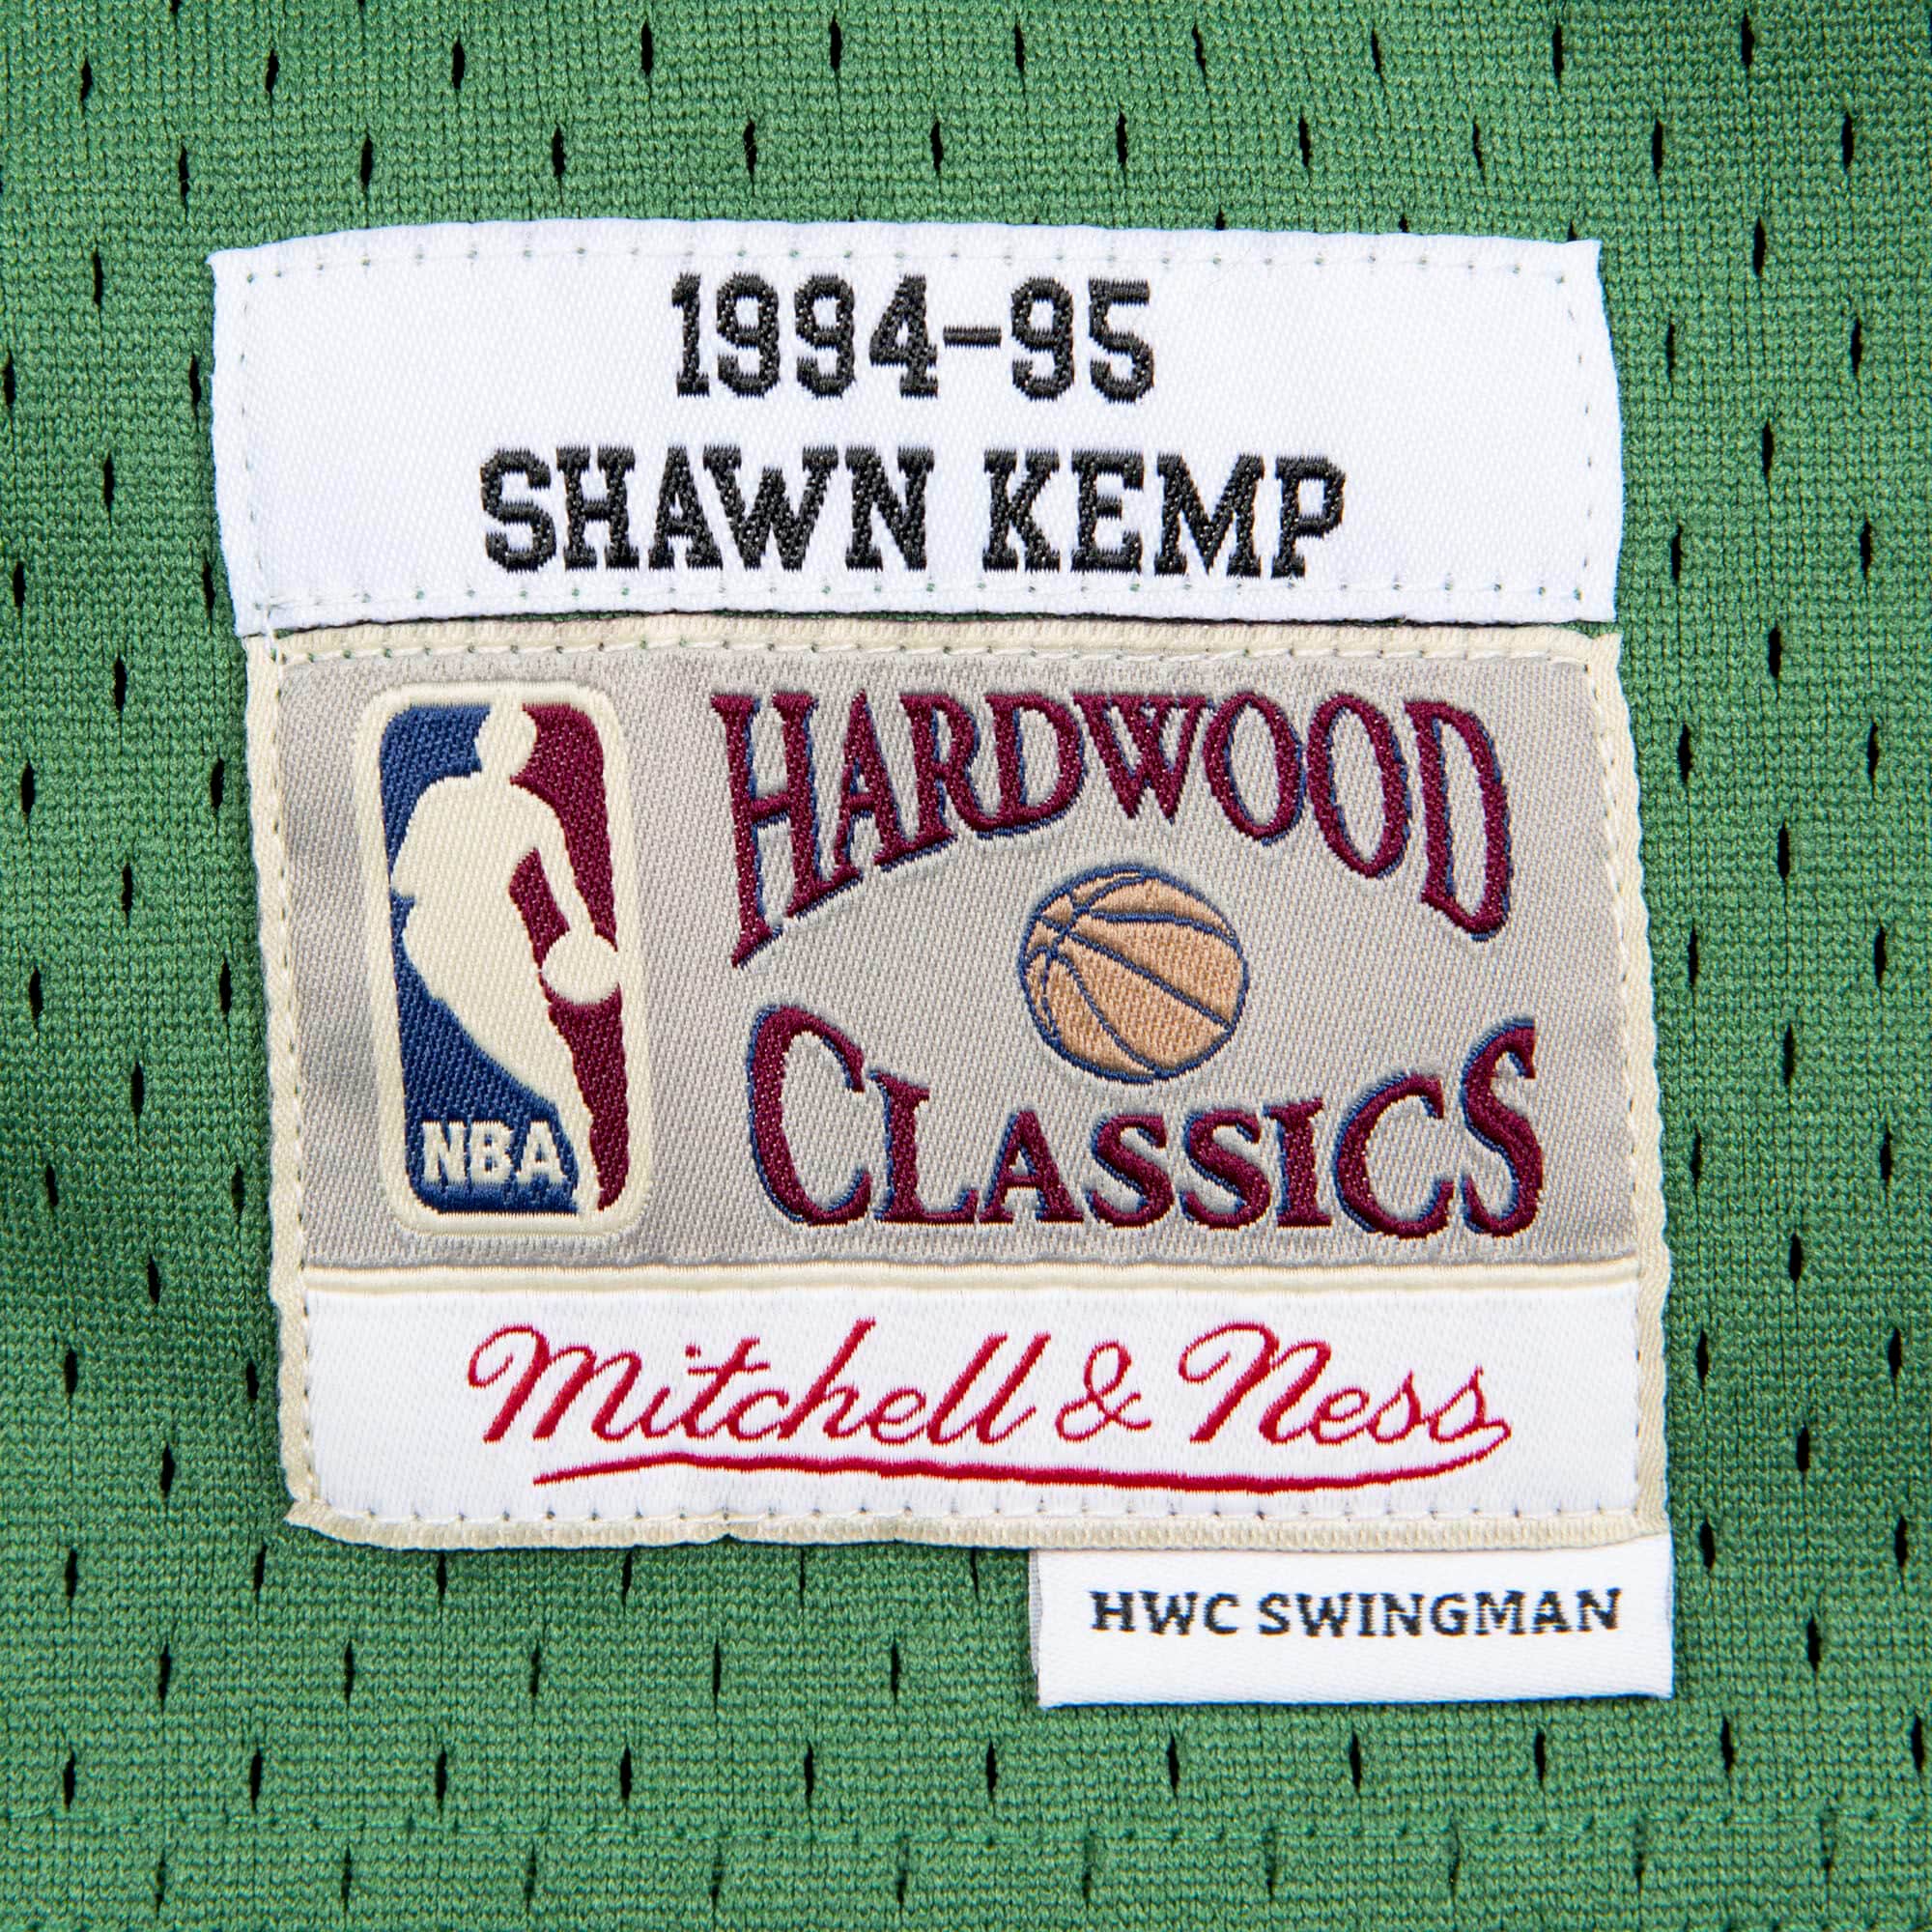 1994-95
SHAWN KEMP
HARDWOOD
CLASSICS
NBA
Mitchell & Ness
HWC SWINGMAN